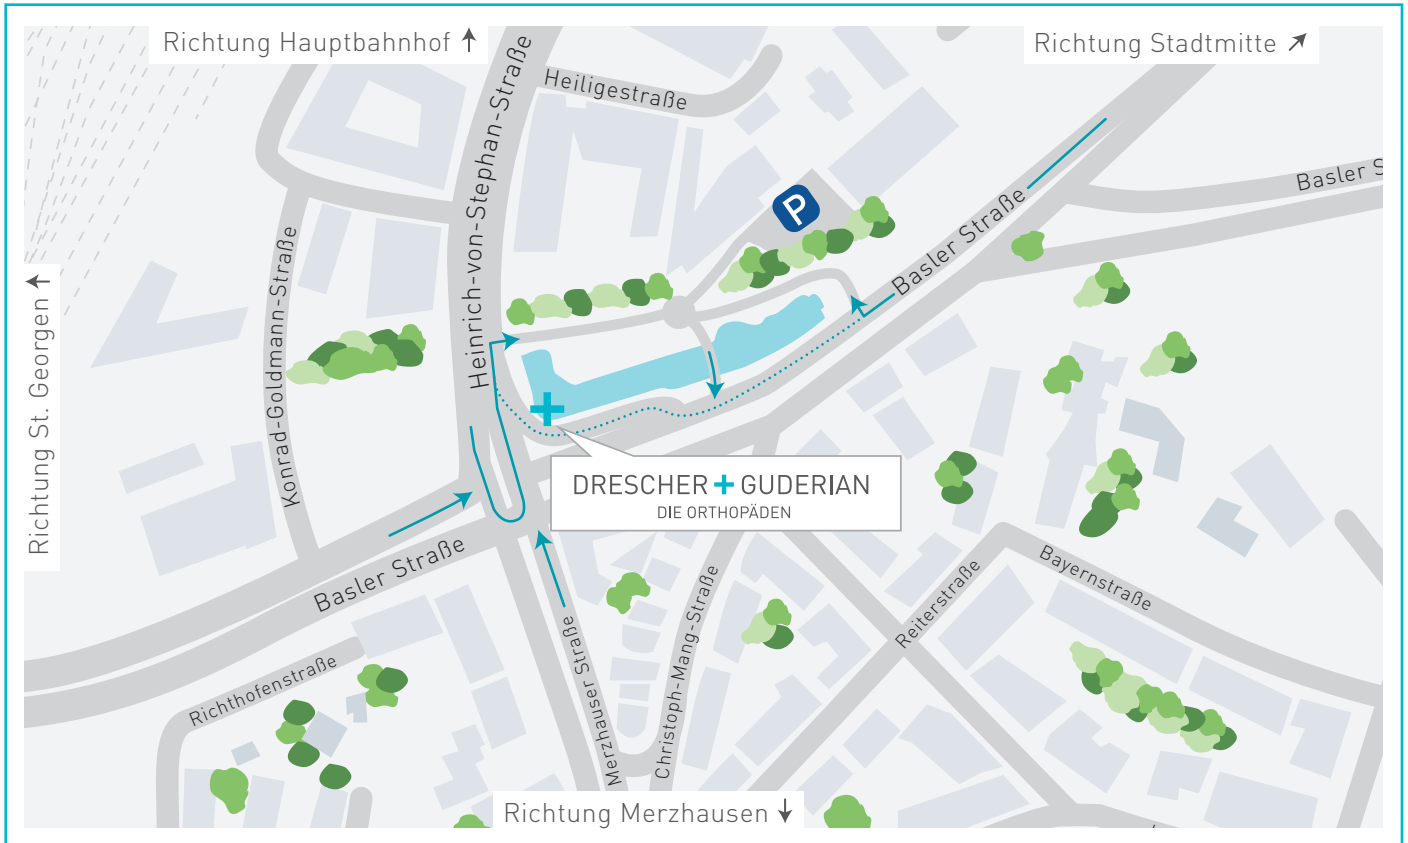 Richtung Hauptbahnhof ↑
Richtung Stadtmitte ↗
Heinrich-von-Stephan-Straße
Heiligestraße
Basler S
P
Basler Straße
Konrad-Goldmann-Straße
Richtung St. Georgen ↑
DRESCHER + GUDERIAN
DIE ORTHOPÄDEN
Basler Straße
Merzhauser Straße
Christoph-Mang-Straße
Reiterstraße
Bayernstraße
Richthofenstraße
Richtung Merzhausen ↓